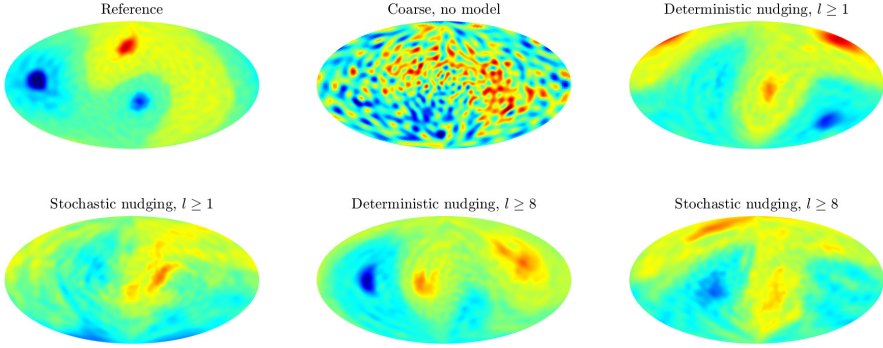 Reference
Coarse, no model
Deterministic nudging, l ≥ 1
Stochastic nudging, l ≥ 1
Deterministic nudging, l ≥ 8
Stochastic nudging, l ≥ 8